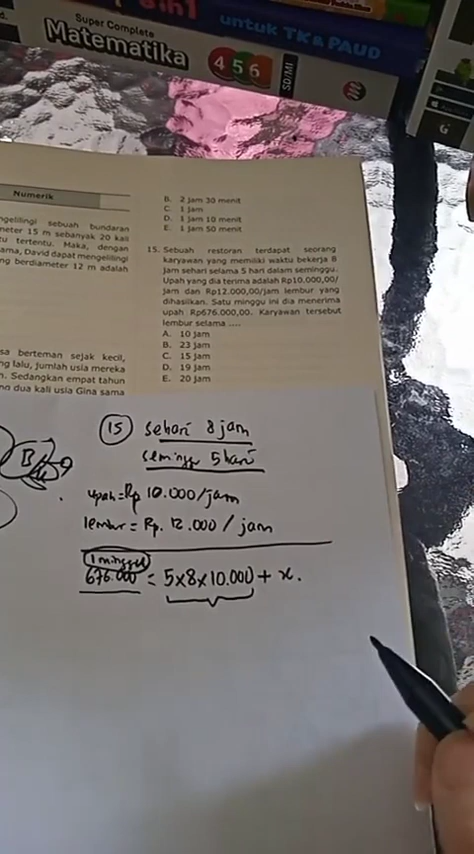 Super Complete
Matematika
4 5 6
SD/MI
untuk TK & PAUD
Numerik
ngelilingi sebuah bundaran
meter 15 m sebanyak 20 kali
tu tertentu. Maka, dengan
ama, David dapat mengelilingi
ng berdiameter 12 m adalah
sa berteman sejak kecil,
ng lalu, jumlah usia mereka
n. Sedangkan empat tahun
na dua kali usia Gina sama
B. 2 jam 30 menit
C. 1 jam
D. 1 jam 10 menit
E. 1 jam 50 menit
15. Sebuah restoran terdapat seorang
karyawan yang memiliki waktu bekerja 8
jam sehari selama 5 hari dalam seminggu.
Upah yang dia terima adalah Rp10.000,00/
jam dan Rp12.000,00/jam lembur yang
dihasilkan. Satu minggu ini dia menerima
upah Rp676.000,00. Karyawan tersebut
lembur selama ....
A. 10 jam
B. 23 jam
C. 15 jam
D. 19 jam
E. 20 jam
15 sehari 8 jam
seminggu 5 hari
upah = Rp 10.000/jam
lembur = Rp. 12.000 / jam
1 minggu
676.000 = 5x8x10.000 + x.